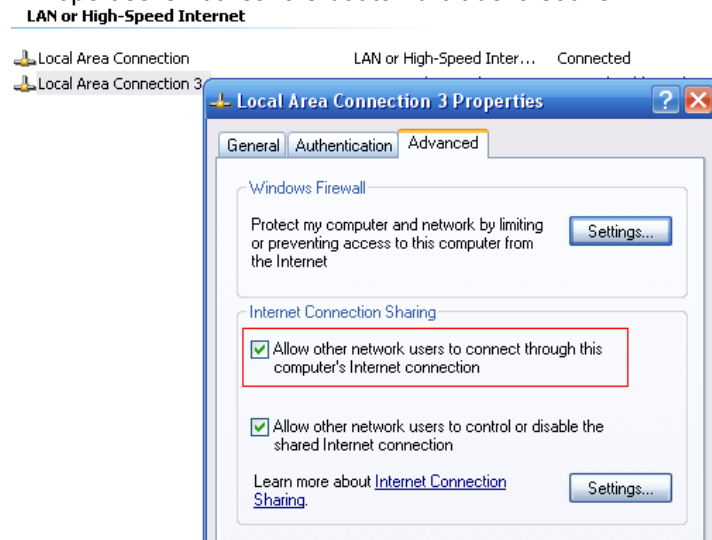 LAN or High-Speed Internet
Local Area Connection LAN or High-Speed Inter... Connected
Local Area Connection 3
Local Area Connection 3 Properties
General Authentication Advanced
Windows Firewall
Protect my computer and network by limiting
or preventing access to this computer from
the Internet
Settings...
Internet Connection Sharing
Allow other network users to connect through this
computer's Internet connection
Allow other network users to control or disable the
shared Internet connection
Learn more about Internet Connection
Sharing.
Settings...